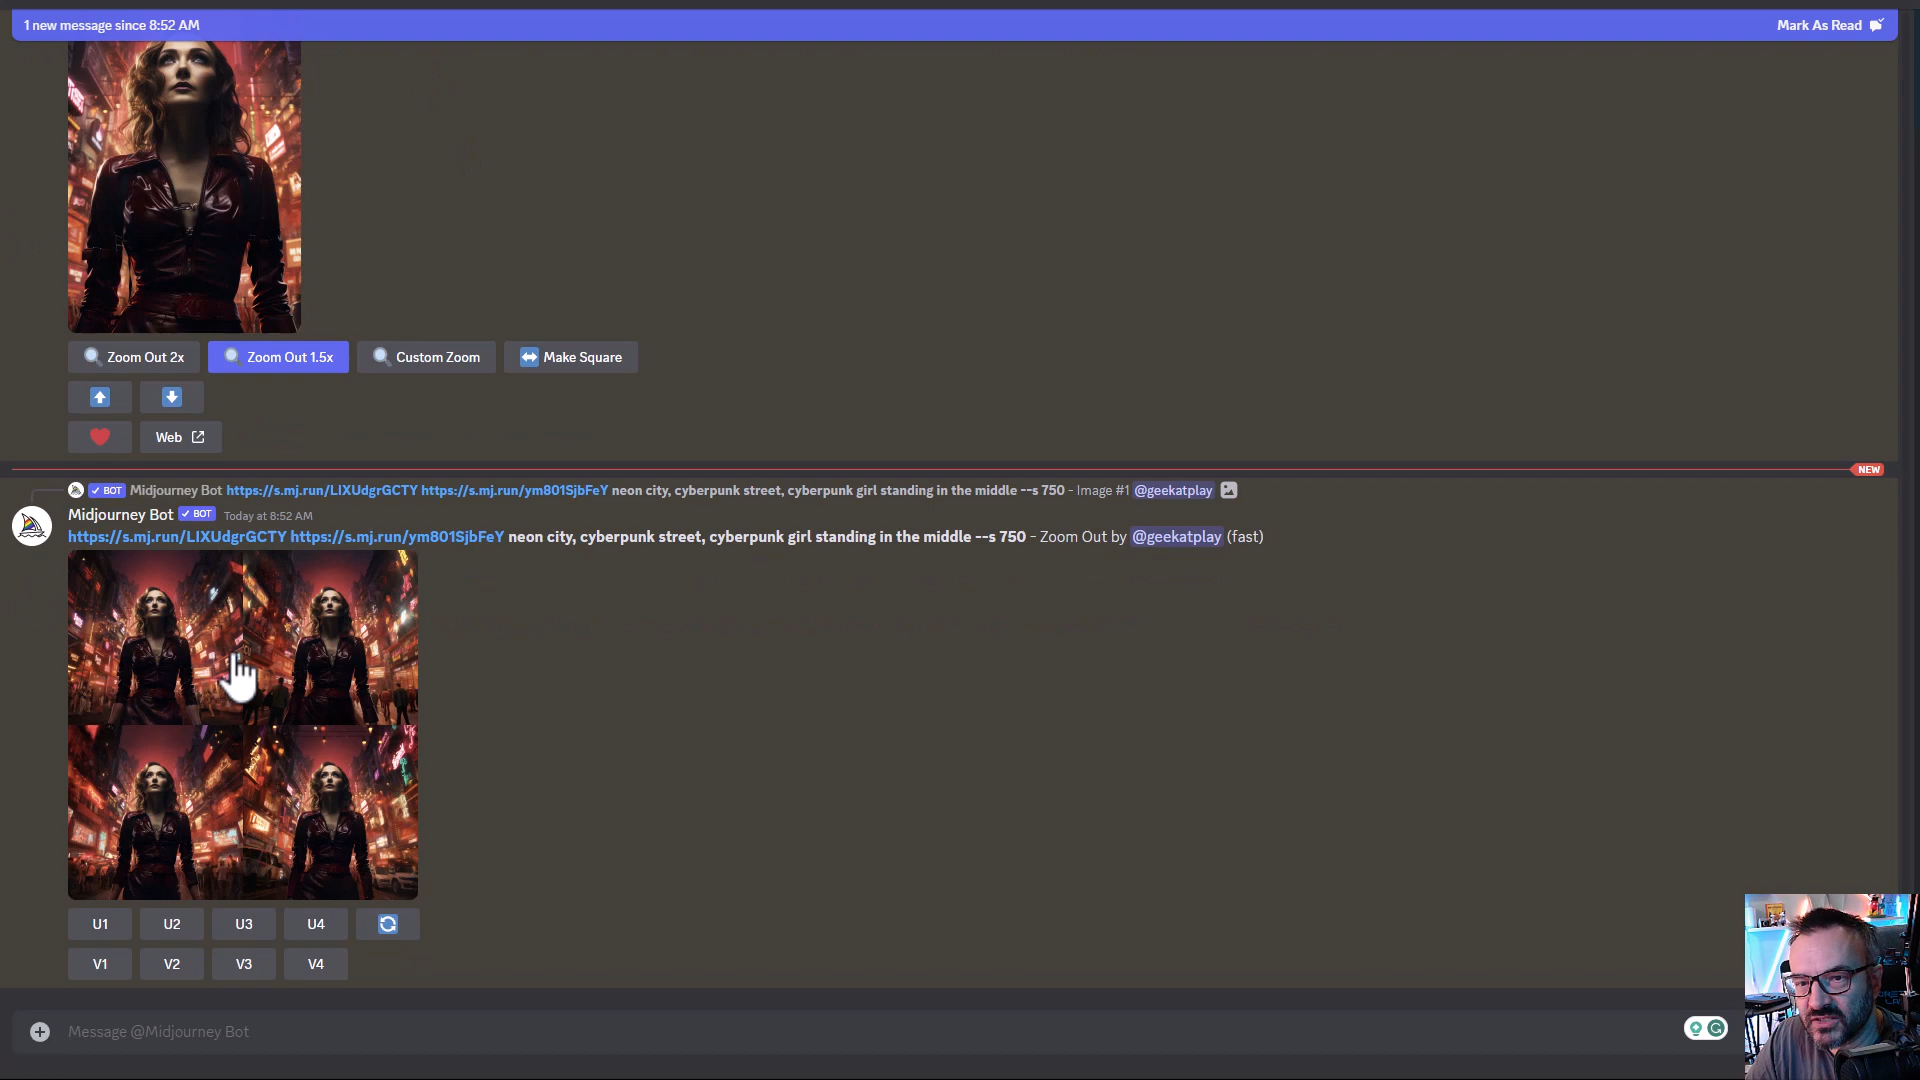 1 new message since 8:52 AM
Mark As Read
Zoom Out 2x
Zoom Out 1.5x
Custom Zoom
Make Square
Web
NEW
✓ BOT Midjourney Bot https://s.mj.run/LIXUdgrGCTY https://s.mj.run/ym801SjbFeY neon city, cyberpunk street, cyberpunk girl standing in the middle --s 750 - Image #1 @geekatplay
Midjourney Bot ✓ BOT Today at 8:52 AM
https://s.mj.run/LIXUdgrGCTY https://s.mj.run/ym801SjbFeY neon city, cyberpunk street, cyberpunk girl standing in the middle --s 750 - Zoom Out by @geekatplay (fast)
U1 U2 U3 U4
V1 V2 V3 V4
Message @Midjourney Bot